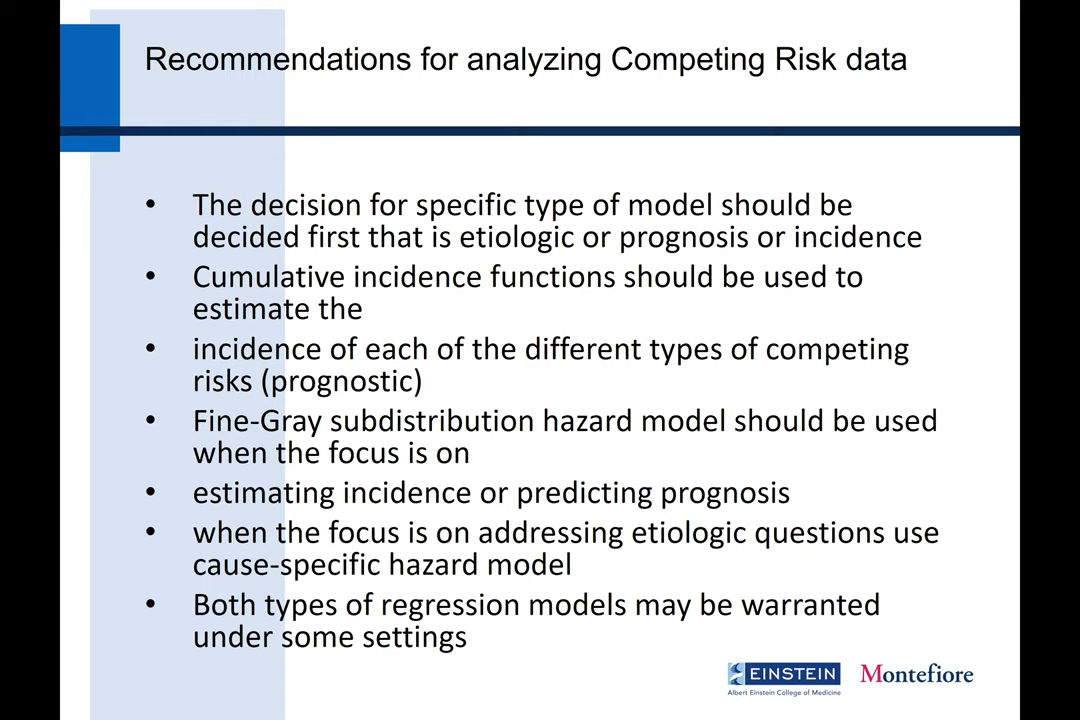 Recommendations for analyzing Competing Risk data
• The decision for specific type of model should be
decided first that is etiologic or prognosis or incidence
• Cumulative incidence functions should be used to
estimate the
• incidence of each of the different types of competing
risks (prognostic)
• Fine-Gray subdistribution hazard model should be used
when the focus is on
• estimating incidence or predicting prognosis
• when the focus is on addressing etiologic questions use
cause-specific hazard model
• Both types of regression models may be warranted
under some settings
EINSTEIN
Albert Einstein College of Medicine
Montefiore